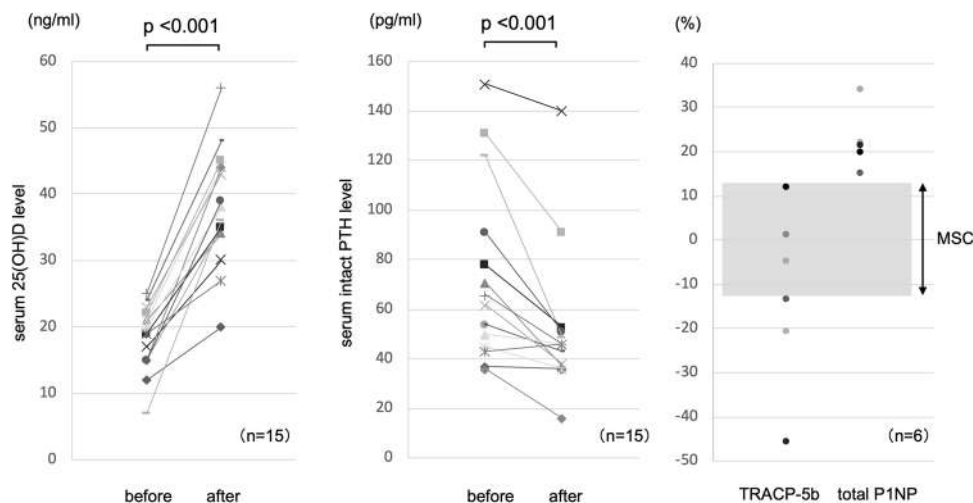 (ng/ml)
p <0.001
serum 25(OH)D level
60
50
40
30
20
10
0
(n=15)
before after
(pg/ml)
p <0.001
serum intact PTH level
160
140
120
100
80
60
40
20
0
(n=15)
before after
(%)
40
30
20
10
0
-10
-20
-30
-40
-50
MSC
(n=6)
TRACP-5b total P1NP